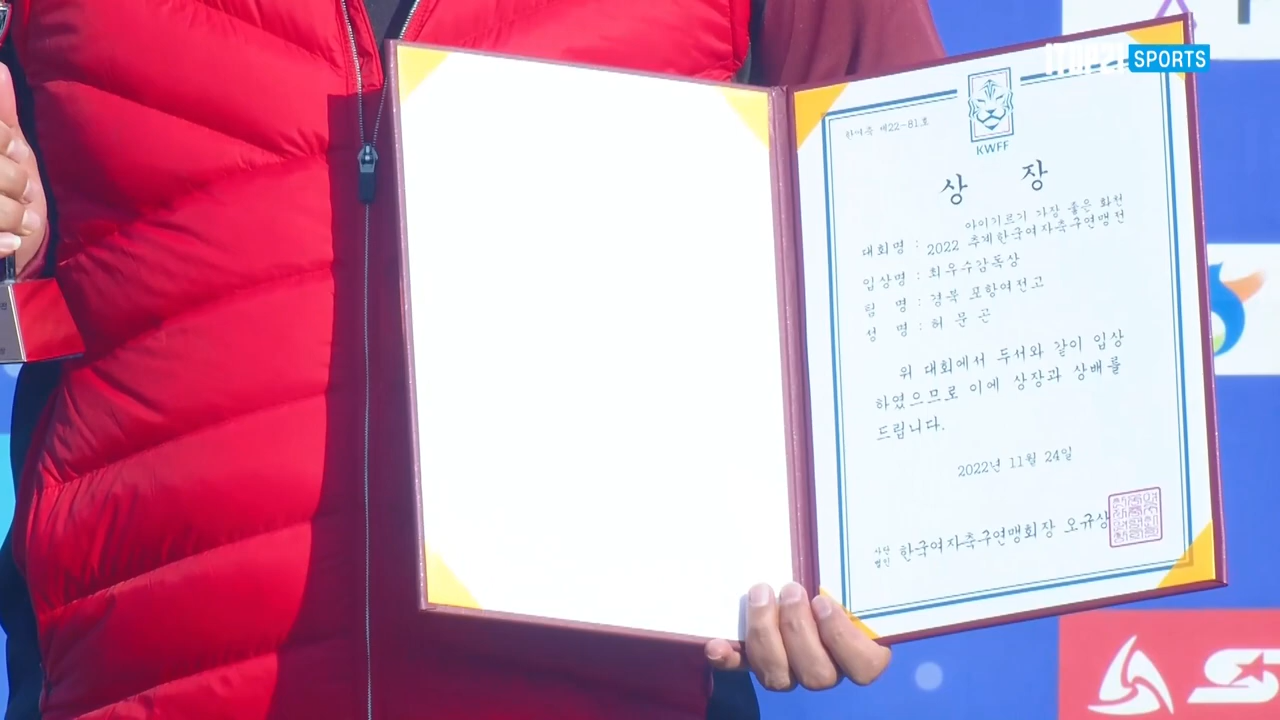 SPORTS
한여축 제22-81호
KWFF
상 장
아이기르기 가장 좋은 화천
대회명 : 2022 추계한국여자축구연맹전
입상명 : 최우수감독상
팀 명 : 경북 포항여전고
성 명 : 허 문 곤
위 대회에서 두서와 같이 입상
하였으므로 이에 상장과 상배를
드립니다.
2022년 11월 24일
사단
법인 한국여자축구연맹회장 오규상